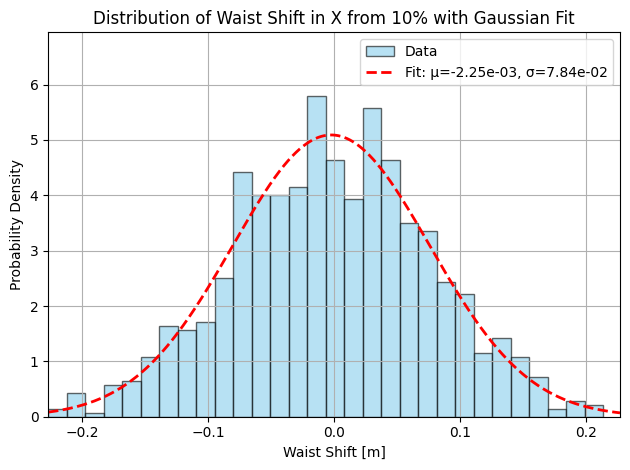 Distribution of Waist Shift in X from 10% with Gaussian Fit
Data
Fit: μ=-2.25e-03, σ=7.84e-02
Probability Density
6
5
4
3
2
1
0
−0.2
−0.1
0.0
0.1
0.2
Waist Shift [m]